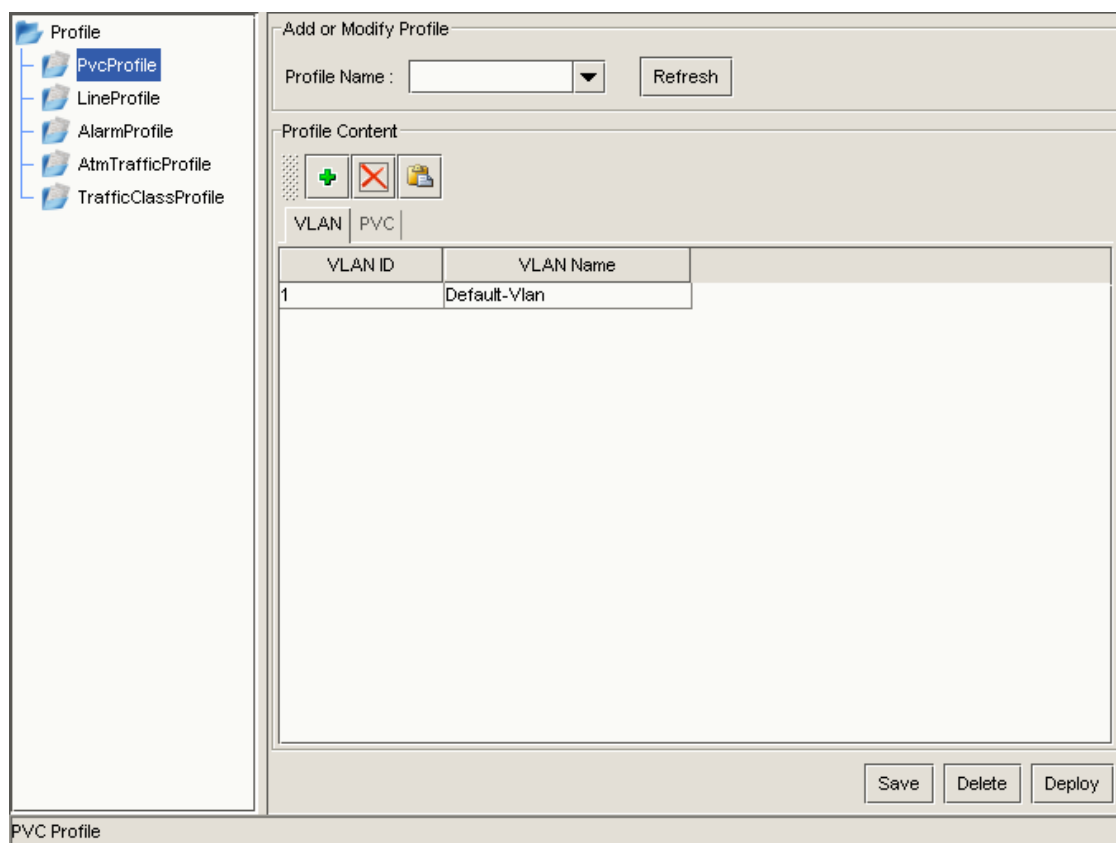 Profile
PvcProfile
LineProfile
AlarmProfile
AtmTrafficProfile
TrafficClassProfile
Add or Modify Profile
Profile Name :
Refresh
Profile Content
VLAN PVC
VLAN ID VLAN Name
1 Default-Vlan
Save Delete Deploy
PVC Profile